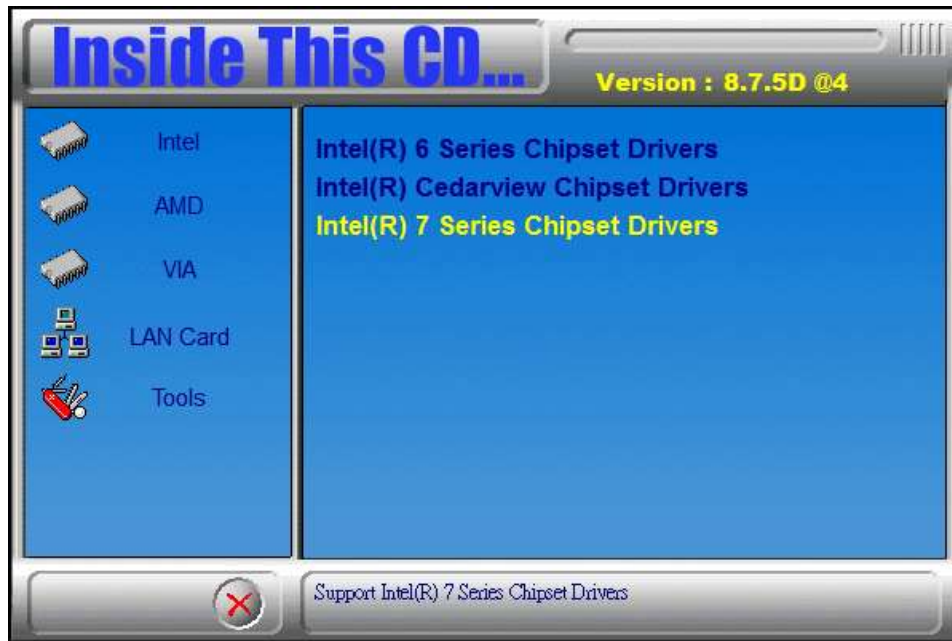 Inside This CD...
Version : 8.7.5D @4
Intel
AMD
VIA
LAN Card
Tools
Intel(R) 6 Series Chipset Drivers
Intel(R) Cedarview Chipset Drivers
Intel(R) 7 Series Chipset Drivers
Support Intel(R) 7 Series Chipset Drivers